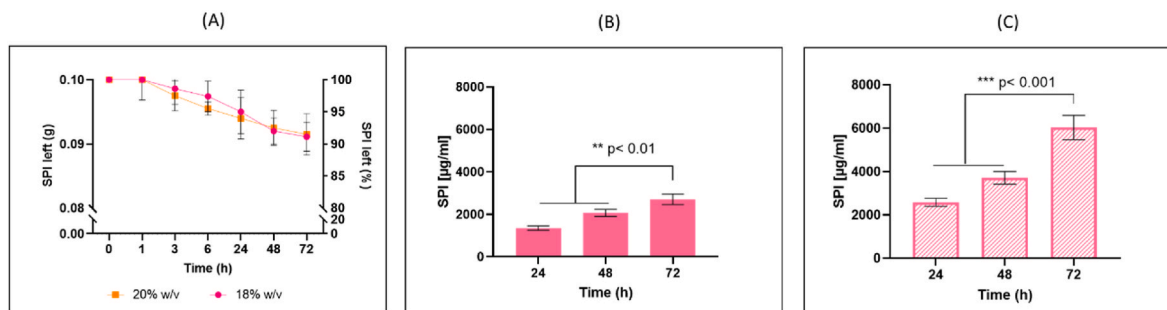 (A)
(B)
(C)
SPI left (g)
0.10
0.09
0.08
0.00
100
95
90
85
80
20
0
SPI left (%)
0 1 3 6 24 48 72
Time (h)
20% w/v 18% w/v
SPI [µg/ml]
8000
6000
4000
2000
0
** p< 0.01
24 48 72
Time (h)
SPI [µg/ml]
8000
6000
4000
2000
0
*** p< 0.001
24 48 72
Time (h)